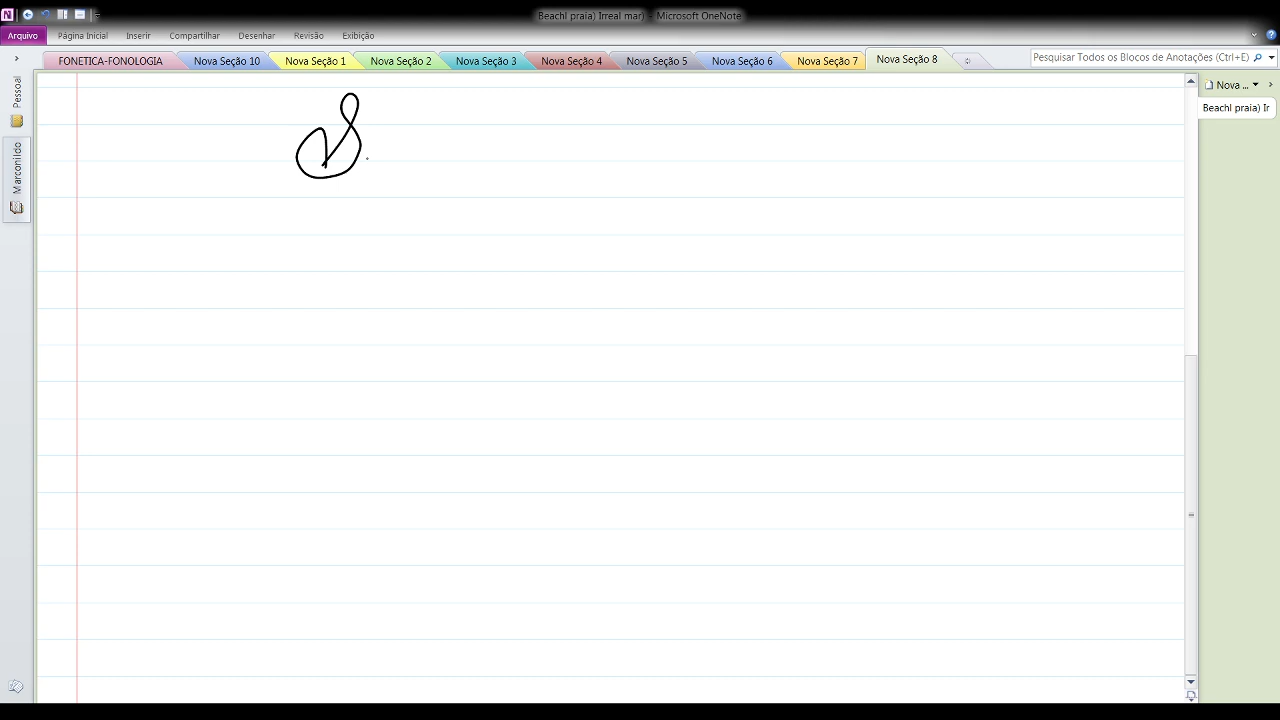 Beachl praia) Irreal mar) - Microsoft OneNote
Arquivo Página Inicial Inserir Compartilhar Desenhar Revisão Exibição
FONETICA-FONOLOGIA Nova Seção 10 Nova Seção 1 Nova Seção 2 Nova Seção 3 Nova Seção 4 Nova Seção 5 Nova Seção 6 Nova Seção 7 Nova Seção 8 Pesquisar Todos os Blocos de Anotações (Ctrl+E)
Nova ...
Beachl praia) Ir
Pessoal
Marconildo
S